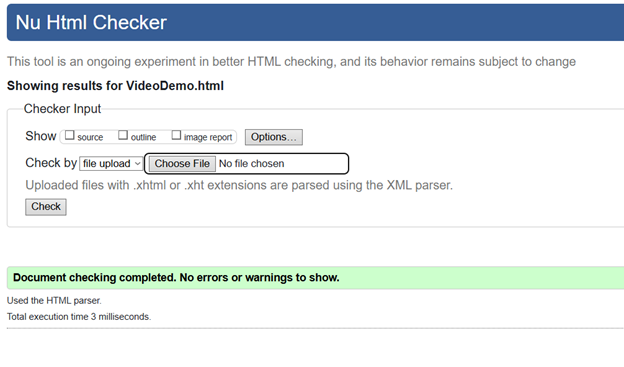 Nu Html Checker
This tool is an ongoing experiment in better HTML checking, and its behavior remains subject to change
Showing results for VideoDemo.html
Checker Input
Show source outline image report Options...
Check by file upload Choose File No file chosen
Uploaded files with .xhtml or .xht extensions are parsed using the XML parser.
Check
Document checking completed. No errors or warnings to show.
Used the HTML parser.
Total execution time 3 milliseconds.